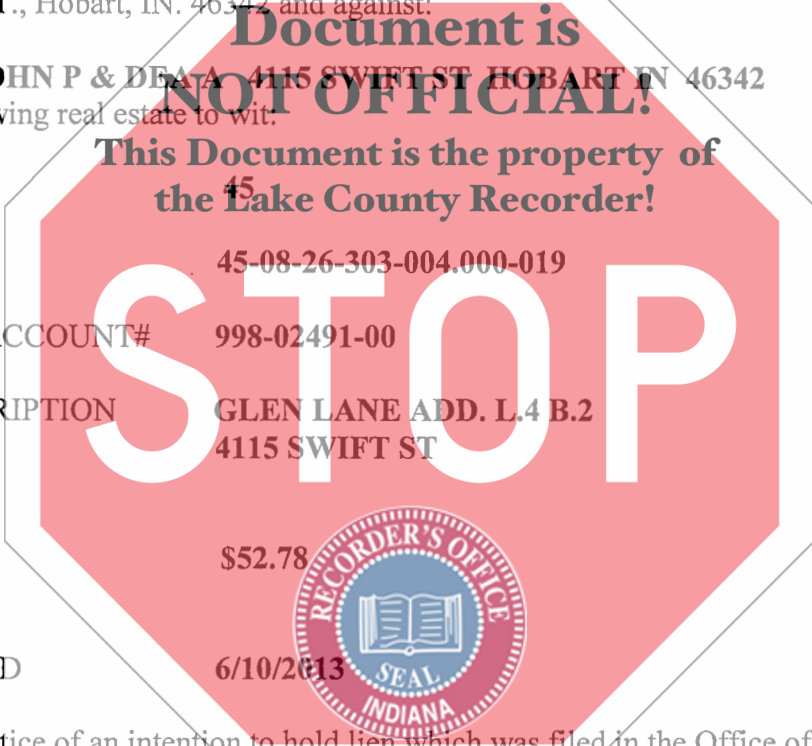 T., Hobart, IN. 46342 and against:
Document is
OHN P & DEA A 4115 SWIFT ST HOBART IN 46342
NOT OFFICIAL!
wing real estate to wit:
This Document is the property of
45
the Lake County Recorder!
45-08-26-303-004.000-019
STOP
CCOUNT# 998-02491-00
RIPTION GLEN LANE ADD. L.4 B.2
4115 SWIFT ST
$52.78
RECORDER'S OFFICE
SEAL
INDIANA
D 6/10/2013
tice of an intention to hold lien which was filed in the Office of